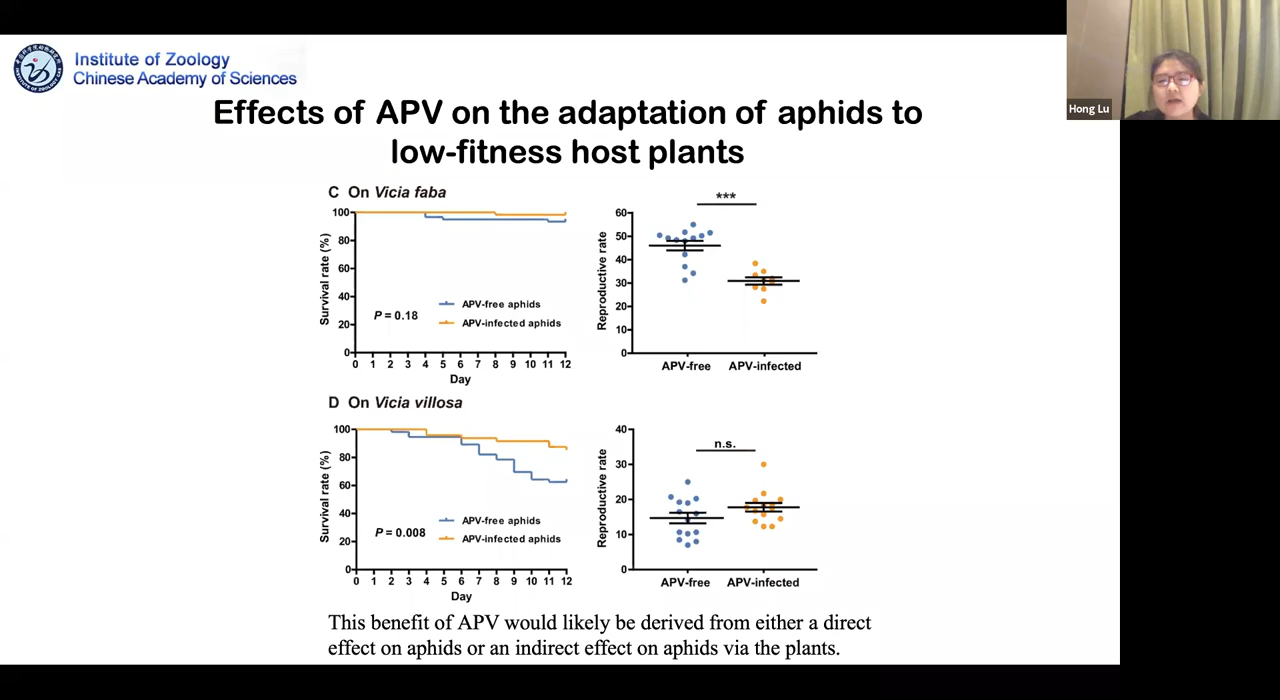 Institute of Zoology
Chinese Academy of Sciences
Hong Lu
Effects of APV on the adaptation of aphids to
low-fitness host plants
C On Vicia faba
Survival rate (%)
100
80
60
40
20
0
P = 0.18
APV-free aphids
APV-infected aphids
0 1 2 3 4 5 6 7 8 9 10 11 12
Day
***
Reproductive rate
60
50
40
30
20
10
0
APV-free APV-infected
D On Vicia villosa
Survival rate (%)
100
80
60
40
20
0
P = 0.008
APV-free aphids
APV-infected aphids
0 1 2 3 4 5 6 7 8 9 10 11 12
Day
n.s.
Reproductive rate
40
30
20
10
0
APV-free APV-infected
This benefit of APV would likely be derived from either a direct
effect on aphids or an indirect effect on aphids via the plants.